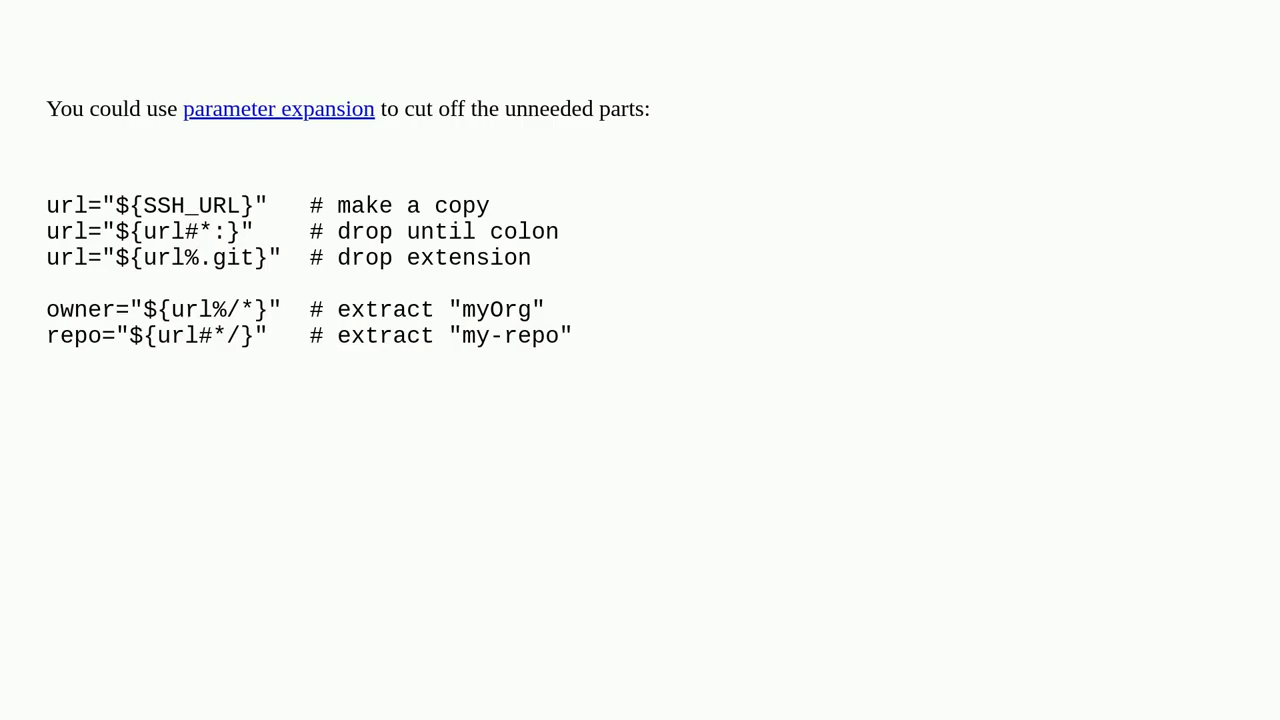 You could use parameter expansion to cut off the unneeded parts:
url="${SSH_URL}"   # make a copy
url="${url#*:}"    # drop until colon
url="${url%.git}"  # drop extension
owner="${url%/*}"  # extract "myOrg"
repo="${url#*/}"   # extract "my-repo"